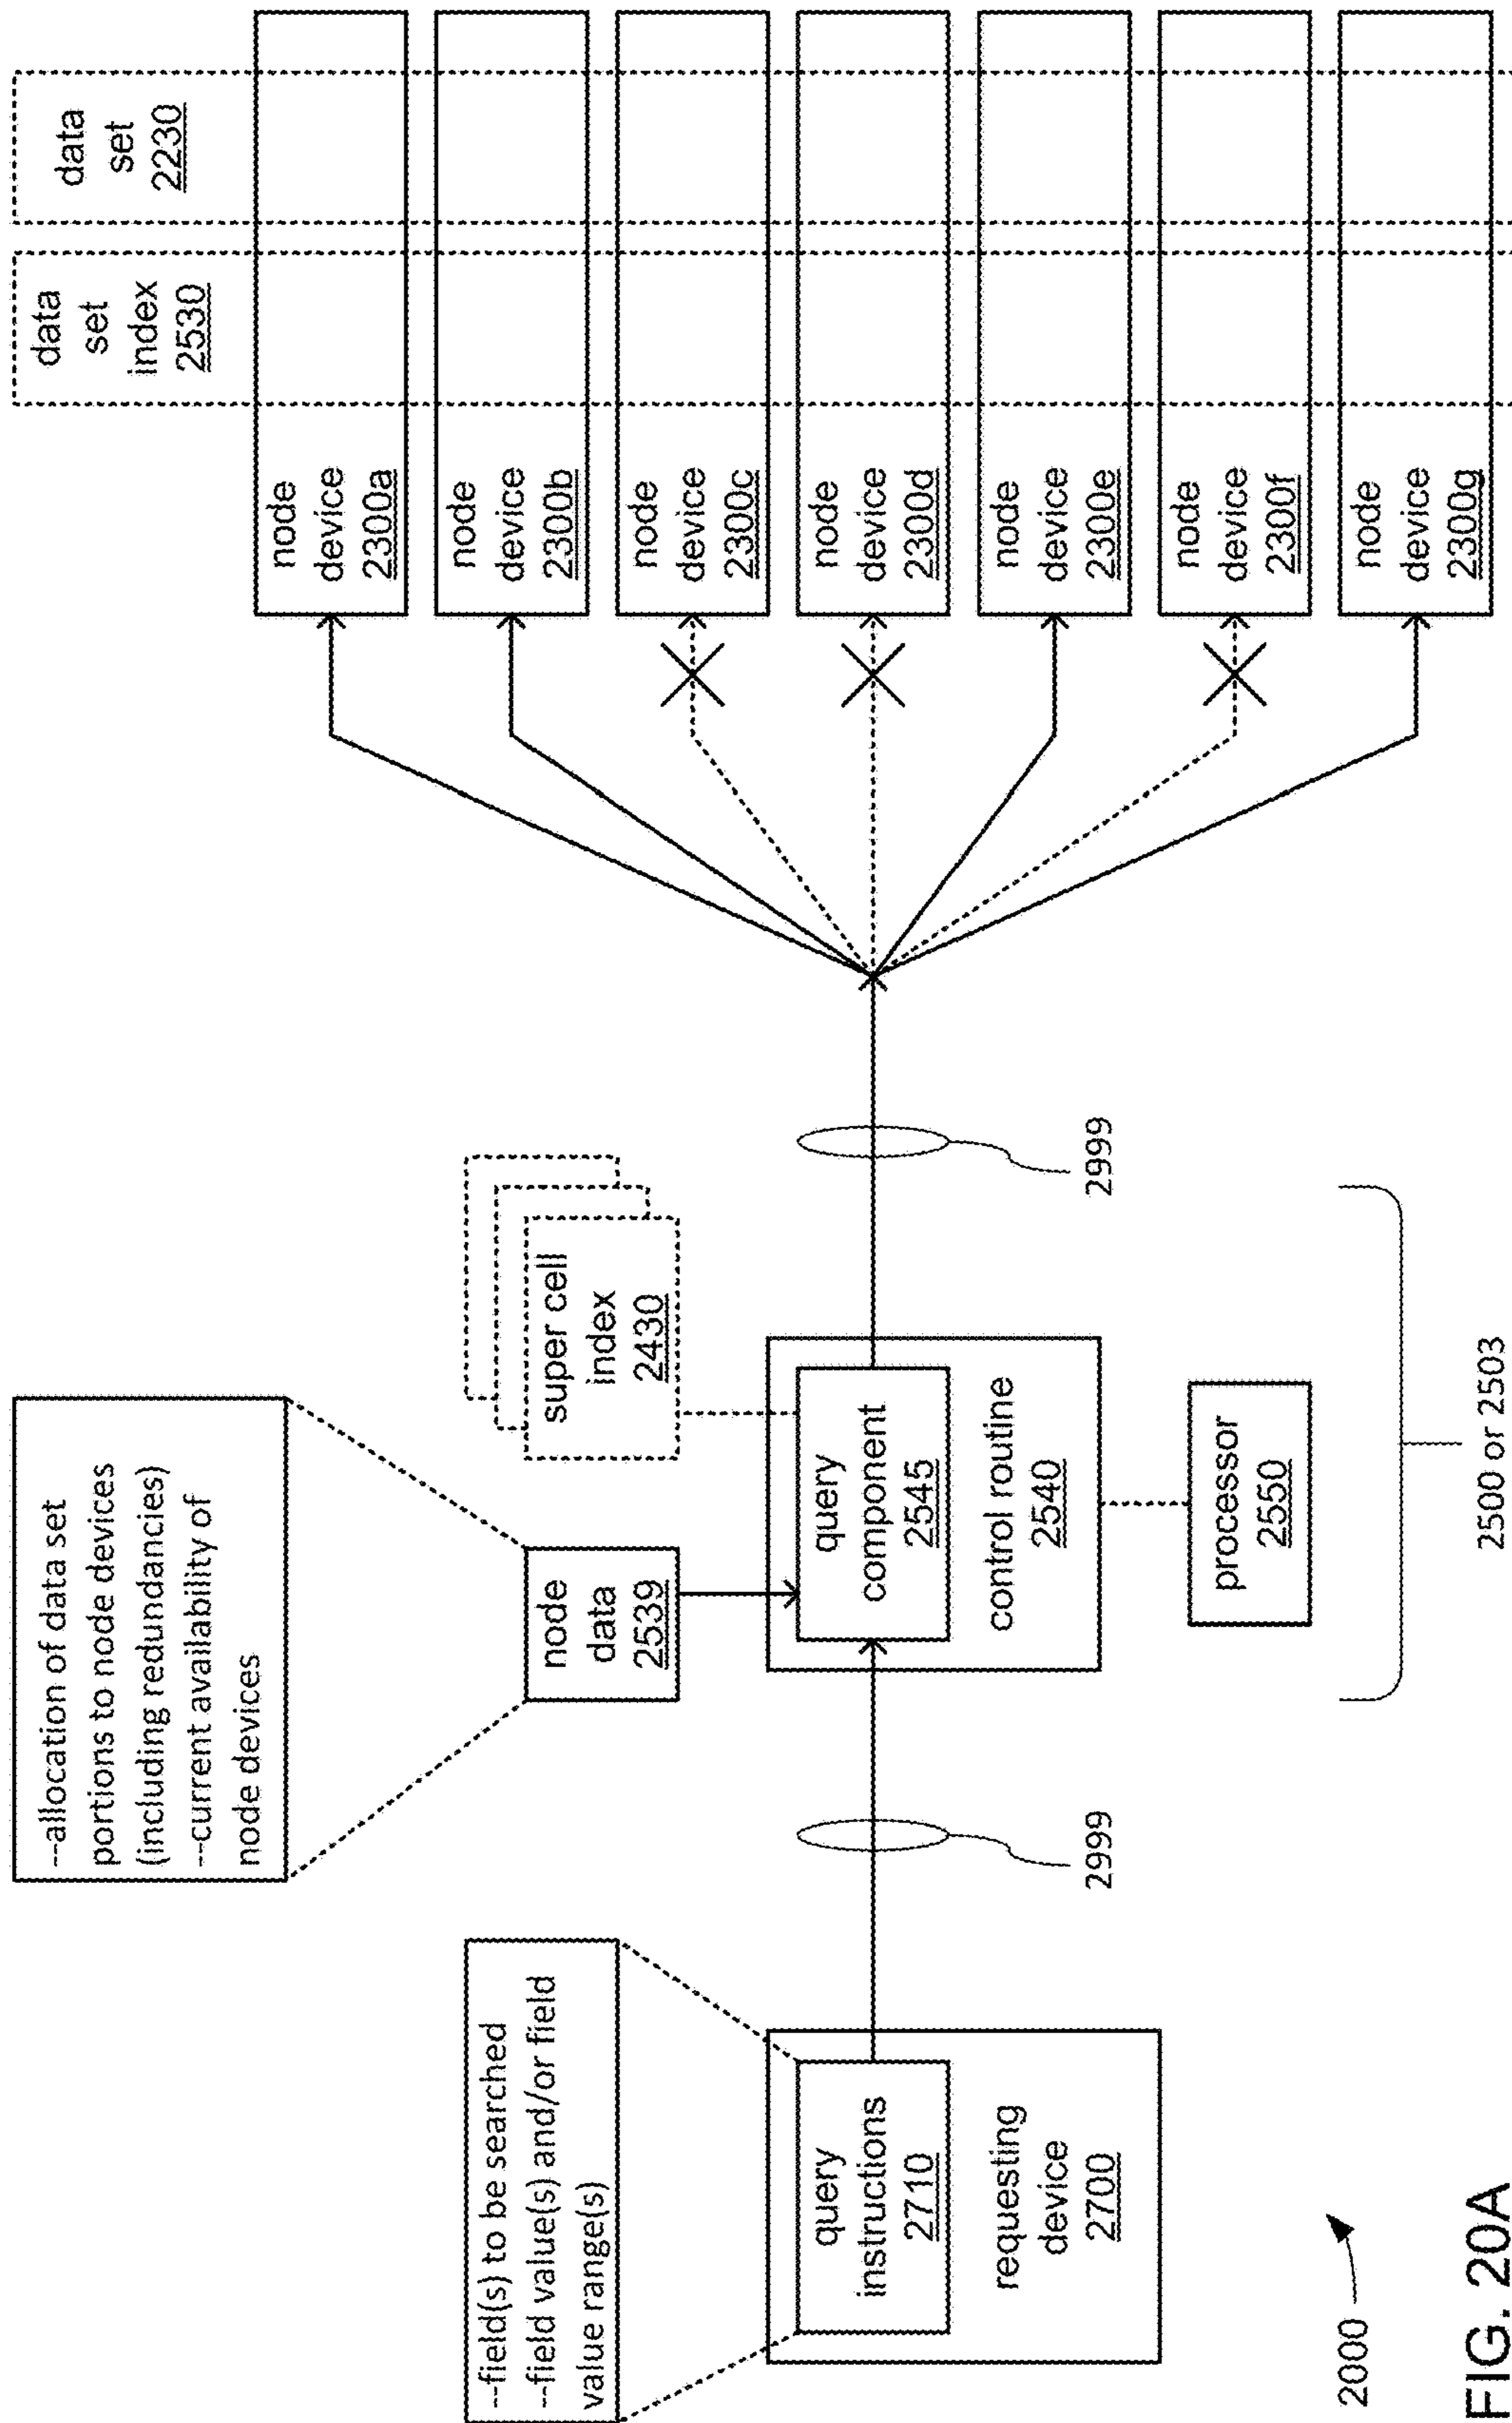 --field(s) to be searched
--field value(s) and/or field
value range(s)
query
instructions
2710
requesting
device
2700
2999
--allocation of data set
portions to node devices
(including redundancies)
--current availability of
node devices
node
data
2539
super cell
index
2430
query
component
2545
control routine
2540
processor
2550
2500 or 2503
2999
data
set
index
2530
data
set
2230
node
device
2300a
node
device
2300b
node
device
2300c
node
device
2300d
node
device
2300e
node
device
2300f
node
device
2300g
2000
FIG. 20A